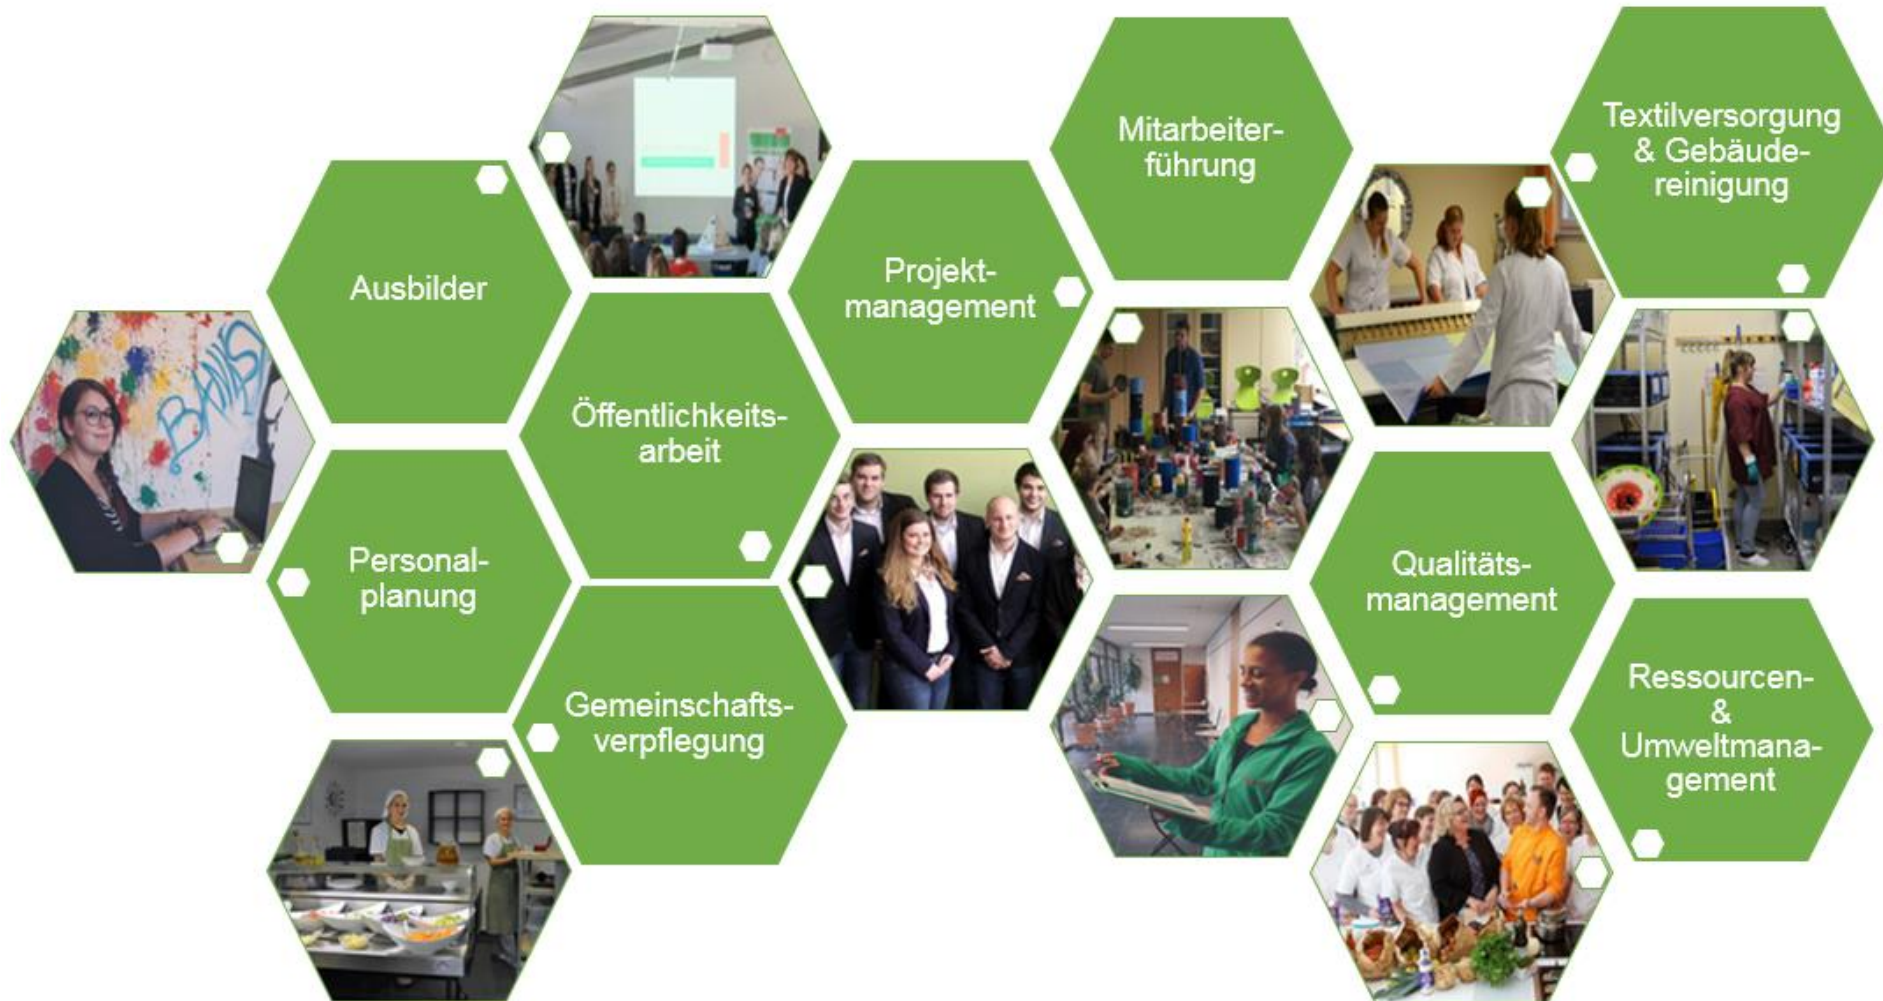 Ausbilder
Öffentlichkeits-
arbeit
Personal-
planung
Gemeinschafts-
verpflegung
Projekt-
management
Mitarbeiter-
führung
Textilversorgung
& Gebäude-
reinigung
Qualitäts-
management
Ressourcen-
&
Umweltmana-
gement